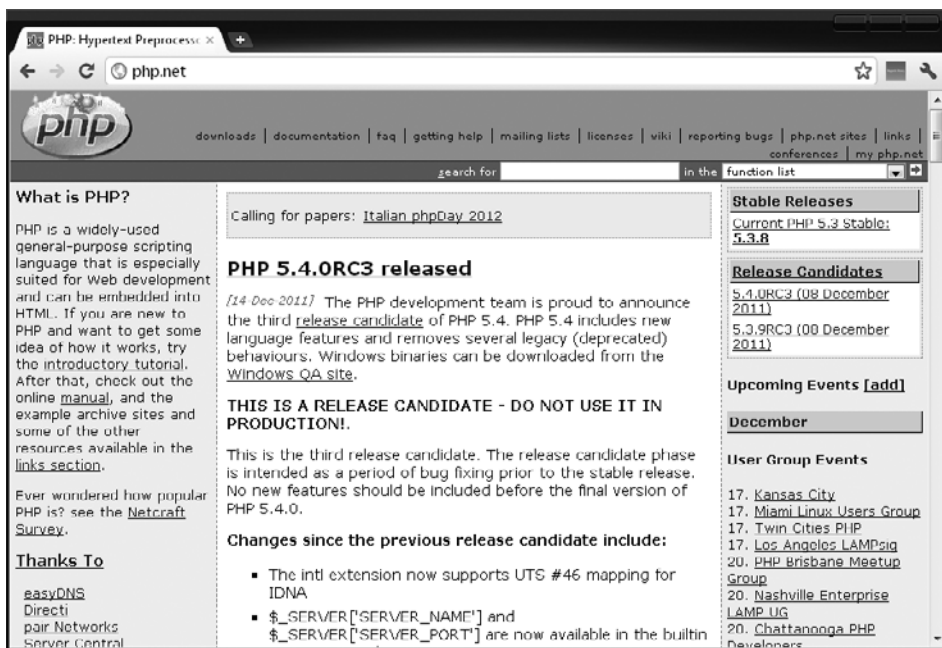 PHP: Hypertext Preprocessc
php.net
php
downloads | documentation | faq | getting help | mailing lists | licenses | wiki | reporting bugs | php.net sites | links |
conferences | my php.net
search for
in the
function list
What is PHP?
PHP is a widely-used
general-purpose scripting
language that is especially
suited for Web development
and can be embedded into
HTML. If you are new to
PHP and want to get some
idea of how it works, try
the introductory tutorial.
After that, check out the
online manual, and the
example archive sites and
some of the other
resources available in the
links section.
Ever wondered how popular
PHP is? see the Netcraft
Survey.
Thanks To
easyDNS
Directi
pair Networks
Server Central
Calling for papers: Italian phpDay 2012
PHP 5.4.0RC3 released
[14-Dec-2011] The PHP development team is proud to announce
the third release candidate of PHP 5.4. PHP 5.4 includes new
language features and removes several legacy (deprecated)
behaviours. Windows binaries can be downloaded from the
Windows QA site.
THIS IS A RELEASE CANDIDATE - DO NOT USE IT IN
PRODUCTION!.
This is the third release candidate. The release candidate phase
is intended as a period of bug fixing prior to the stable release.
No new features should be included before the final version of
PHP 5.4.0.
Changes since the previous release candidate include:
The intl extension now supports UTS #46 mapping for
IDNA
$_SERVER['SERVER_NAME'] and
$_SERVER['SERVER_PORT'] are now available in the builtin
Stable Releases
Current PHP 5.3 Stable:
5.3.8
Release Candidates
5.4.0RC3 (08 December
2011)
5.3.9RC3 (08 December
2011)
Upcoming Events [add]
December
User Group Events
17. Kansas City
17. Miami Linux Users Group
17. Twin Cities PHP
17. Los Angeles LAMPsig
20. PHP Brisbane Meetup
Group
20. Nashville Enterprise
LAMP UG
20. Chattanooga PHP
Developers